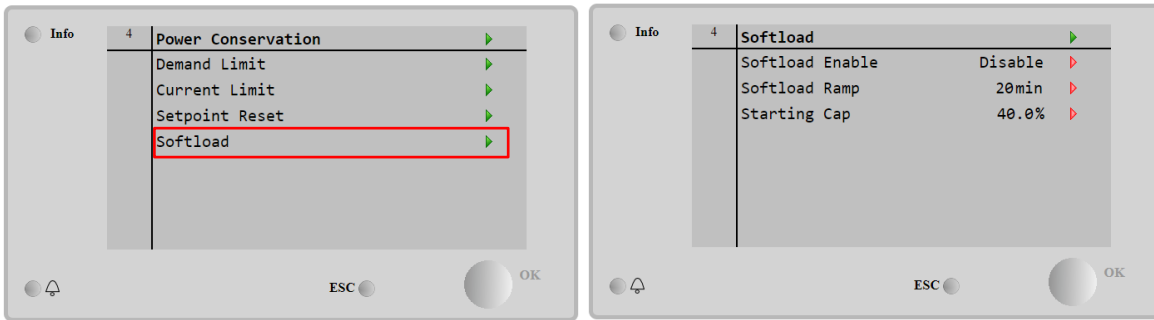 Info
4 Power Conservation
Demand Limit
Current Limit
Setpoint Reset
Softload
ESC
OK
Info
4 Softload
Softload Enable Disable
Softload Ramp 20min
Starting Cap 40.0%
ESC
OK